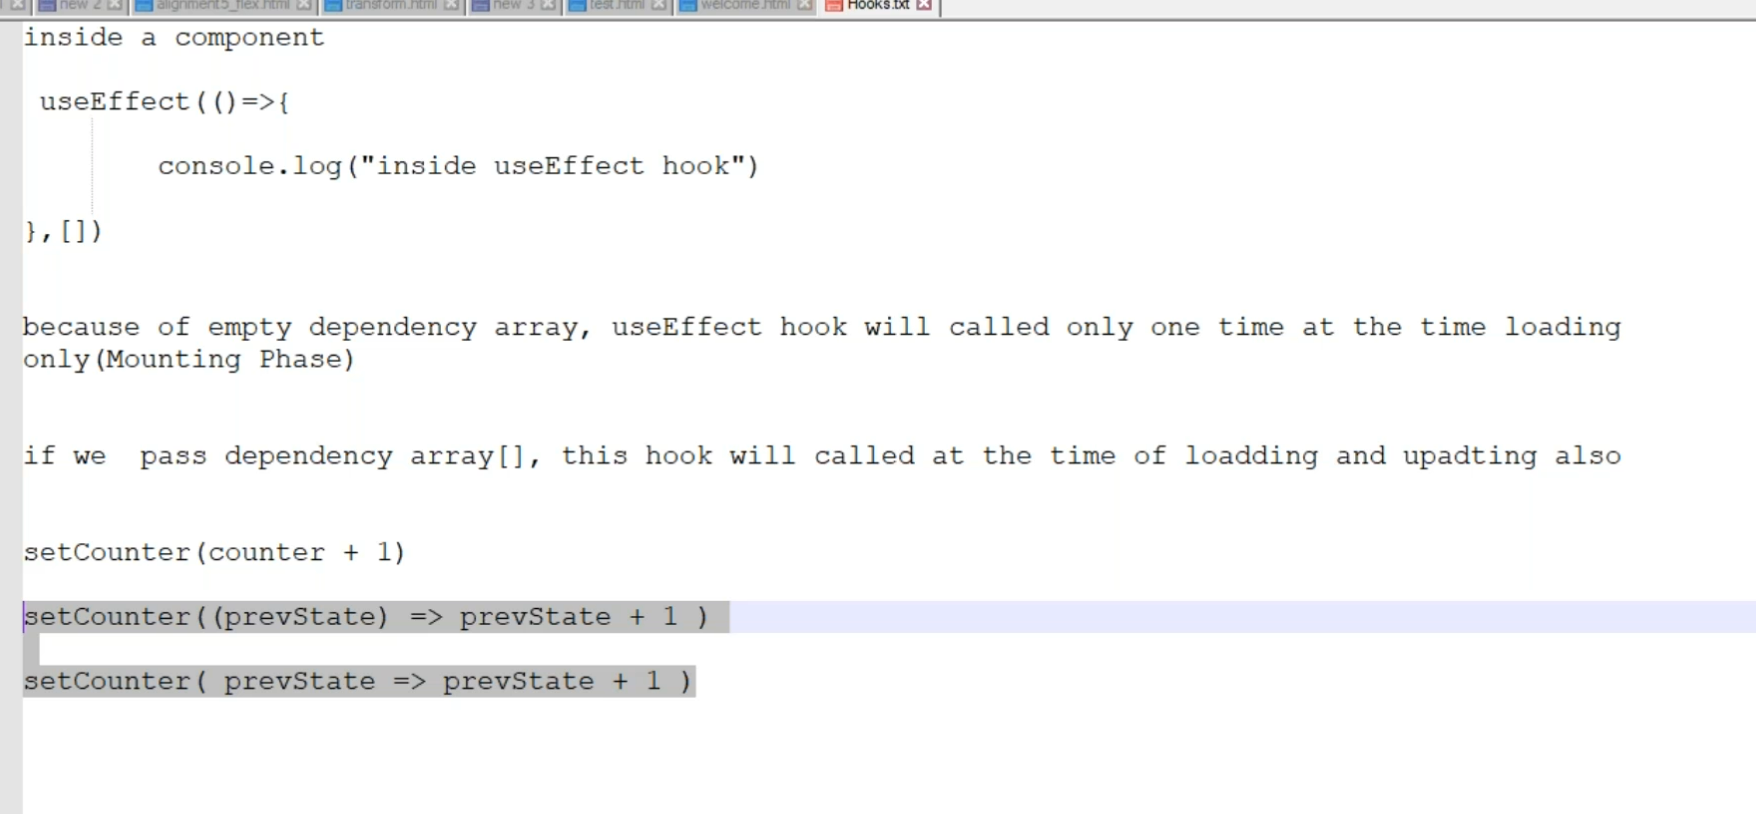 new 2 alignment5_flex.html transform.html new 3 test.html welcome.html Hooks.txt
inside a component
useEffect(()=>{
console.log("inside useEffect hook")
},[])
because of empty dependency array, useEffect hook will called only one time at the time loading
only(Mounting Phase)
if we  pass dependency array[], this hook will called at the time of loadding and upadting also
setCounter(counter + 1)
setCounter((prevState) => prevState + 1 )
setCounter( prevState => prevState + 1 )